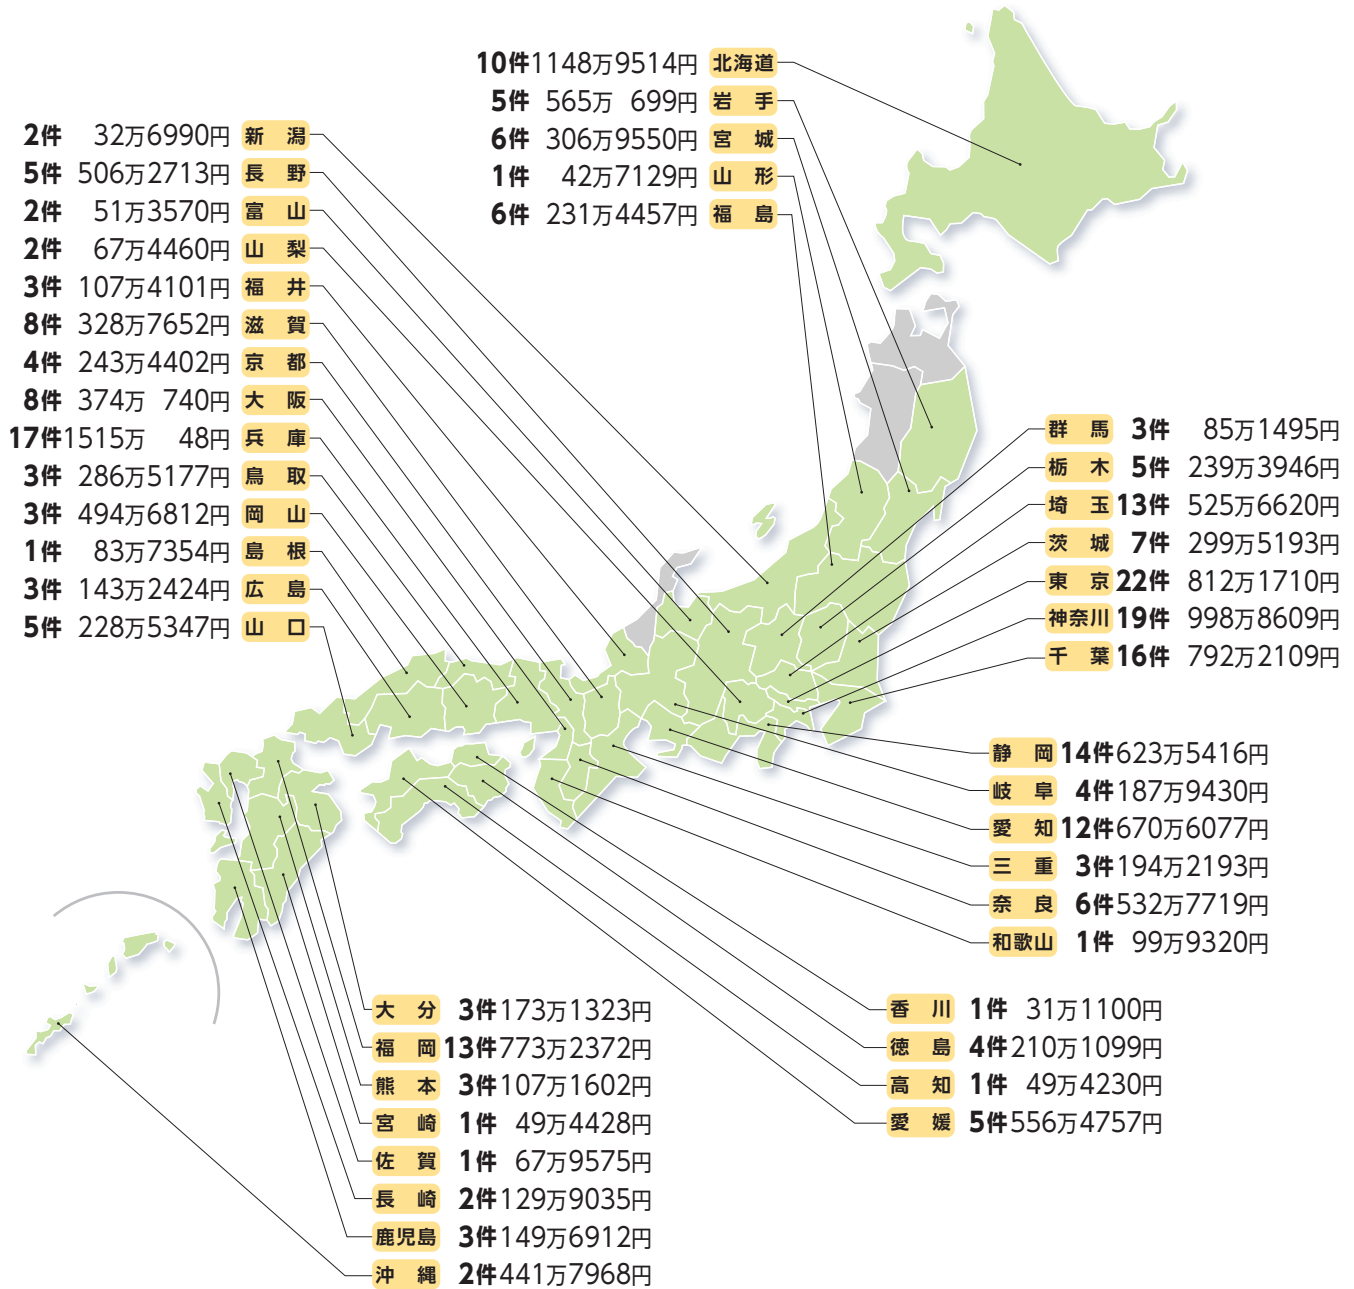 10件1148万9514円 北海道
5件 565万 699円 岩手
6件 306万9550円 宮城
1件 42万7129円 山形
6件 231万4457円 福島
2件 32万6990円 新潟
5件 506万2713円 長野
2件 51万3570円 富山
2件 67万4460円 山梨
3件 107万4101円 福井
8件 328万7652円 滋賀
4件 243万4402円 京都
8件 374万 740円 大阪
17件1515万 48円 兵庫
3件 286万5177円 鳥取
3件 494万6812円 岡山
1件 83万7354円 島根
3件 143万2424円 広島
5件 228万5347円 山口
群馬 3件 85万1495円
栃木 5件 239万3946円
埼玉 13件 525万6620円
茨城 7件 299万5193円
東京 22件 812万1710円
神奈川 19件 998万8609円
千葉 16件 792万2109円
静岡 14件623万5416円
岐阜 4件187万9430円
愛知 12件670万6077円
三重 3件194万2193円
奈良 6件532万7719円
和歌山 1件 99万9320円
香川 1件 31万1100円
徳島 4件210万1099円
高知 1件 49万4230円
愛媛 5件556万4757円
大分 3件173万1323円
福岡 13件773万2372円
熊本 3件107万1602円
宮崎 1件 49万4428円
佐賀 1件 67万9575円
長崎 2件129万9035円
鹿児島 3件149万6912円
沖縄 2件441万7968円